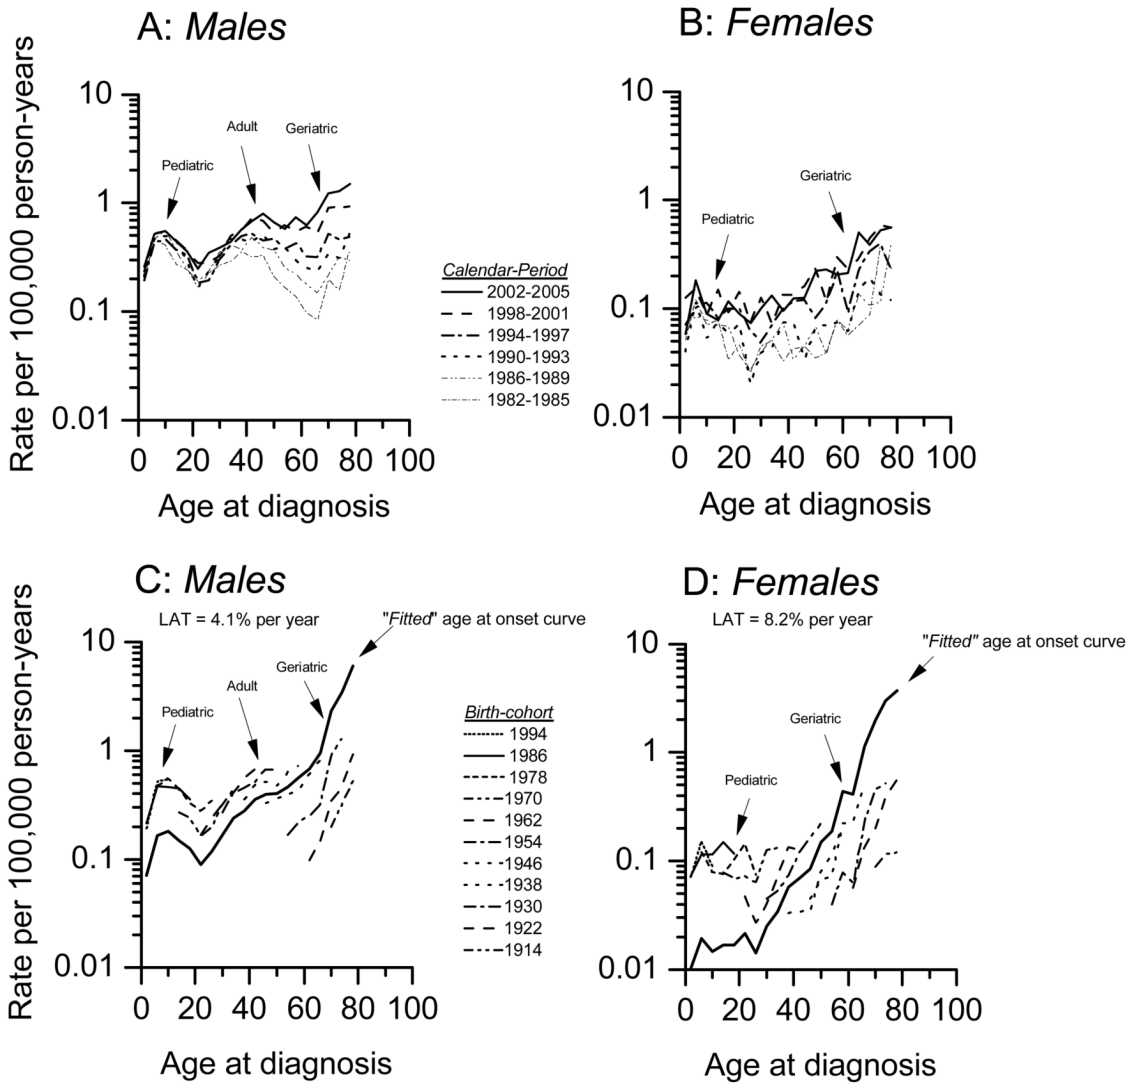 A: Males
B: Females
Rate per 100,000 person-years
10
1
0.1
0.01
Pediatric
Adult
Geriatric
0 20 40 60 80 100
Age at diagnosis
Calendar-Period
2002-2005
1998-2001
1994-1997
1990-1993
1986-1989
1982-1985
10
1
0.1
0.01
Pediatric
Geriatric
0 20 40 60 80 100
Age at diagnosis
C: Males
LAT = 4.1% per year
"Fitted" age at onset curve
Rate per 100,000 person-years
10
1
0.1
0.01
Pediatric
Adult
Geriatric
0 20 40 60 80 100
Age at diagnosis
Birth-cohort
1994
1986
1978
1970
1962
1954
1946
1938
1930
1922
1914
D: Females
LAT = 8.2% per year
"Fitted" age at onset curve
10
1
0.1
0.01
Pediatric
Geriatric
0 20 40 60 80 100
Age at diagnosis